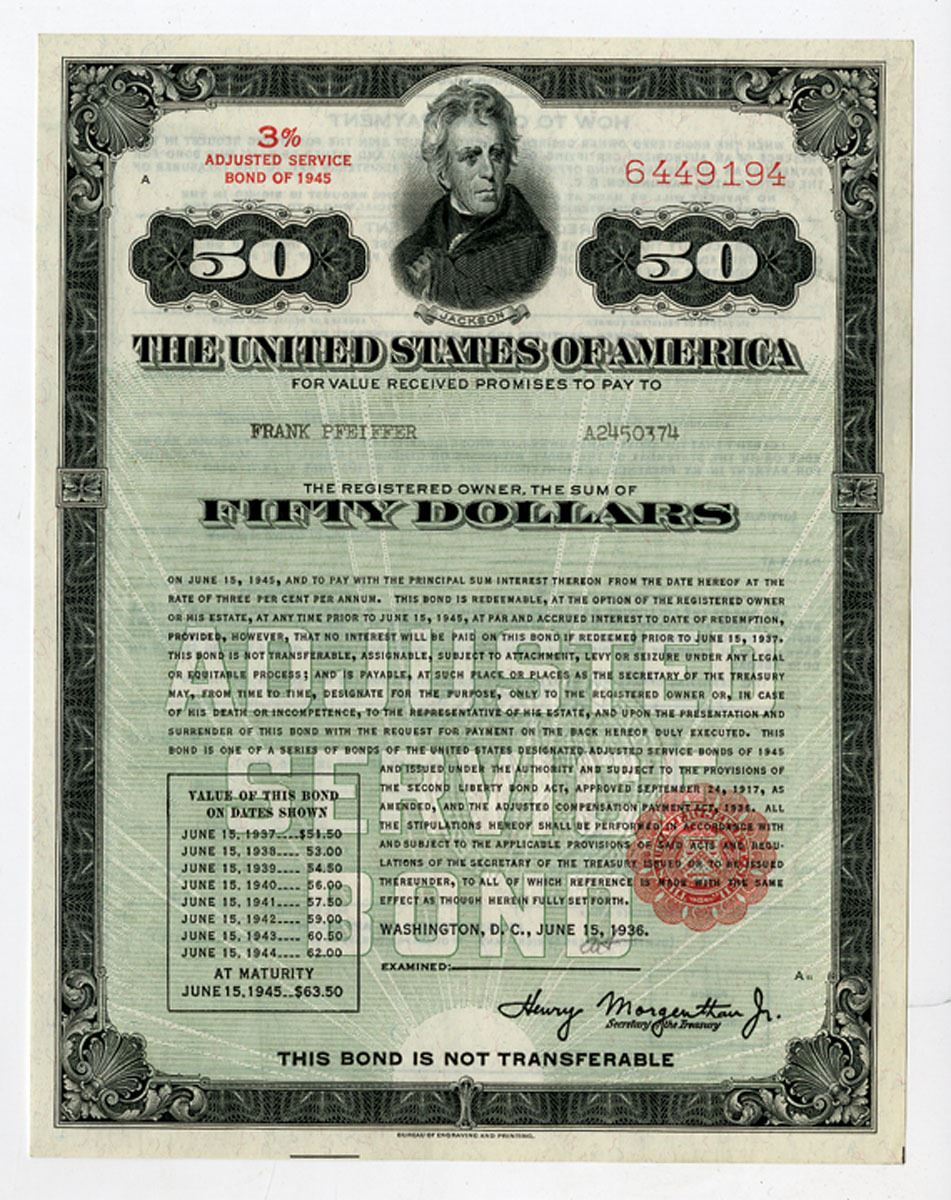 3%
ADJUSTED SERVICE
BOND OF 1945
A
6449194
50
50
JACKSON
THE UNITED STATES OF AMERICA
FOR VALUE RECEIVED PROMISES TO PAY TO
FRANK PFEIFFER A2450374
THE REGISTERED OWNER, THE SUM OF
FIFTY DOLLARS
ON JUNE 15, 1945, AND TO PAY WITH THE PRINCIPAL SUM INTEREST THEREON FROM THE DATE HEREOF AT THE
RATE OF THREE PER CENT PER ANNUM. THIS BOND IS REDEEMABLE, AT THE OPTION OF THE REGISTERED OWNER
OR HIS ESTATE, AT ANY TIME PRIOR TO JUNE 15, 1945, AT PAR AND ACCRUED INTEREST TO DATE OF REDEMPTION,
PROVIDED, HOWEVER, THAT NO INTEREST WILL BE PAID ON THIS BOND IF REDEEMED PRIOR TO JUNE 15, 1937.
THIS BOND IS NOT TRANSFERABLE, ASSIGNABLE, SUBJECT TO ATTACHMENT, LEVY OR SEIZURE UNDER ANY LEGAL
OR EQUITABLE PROCESS; AND IS PAYABLE, AT SUCH PLACE OR PLACES AS THE SECRETARY OF THE TREASURY
MAY, FROM TIME TO TIME, DESIGNATE FOR THE PURPOSE, ONLY TO THE REGISTERED OWNER OR, IN CASE
OF HIS DEATH OR INCOMPETENCE, TO THE REPRESENTATIVE OF HIS ESTATE, AND UPON THE PRESENTATION AND
SURRENDER OF THIS BOND WITH THE REQUEST FOR PAYMENT ON THE BACK HEREOF DULY EXECUTED. THIS
BOND IS ONE OF A SERIES OF BONDS OF THE UNITED STATES DESIGNATED ADJUSTED SERVICE BONDS OF 1945
AND ISSUED UNDER THE AUTHORITY AND SUBJECT TO THE PROVISIONS OF
THE SECOND LIBERTY BOND ACT, APPROVED SEPTEMBER 24, 1917, AS
AMENDED, AND THE ADJUSTED COMPENSATION PAYMENT ACT, 1936. ALL
THE STIPULATIONS HEREOF SHALL BE PERFORMED IN ACCORDANCE WITH
AND SUBJECT TO THE APPLICABLE PROVISIONS OF SAID ACTS AND REGU-
LATIONS OF THE SECRETARY OF THE TREASURY ISSUED OR TO BE ISSUED
THEREUNDER, TO ALL OF WHICH REFERENCE IS MADE WITH THE SAME
EFFECT AS THOUGH HEREIN FULLY SET FORTH.
ADJUSTED
SERVICE
BOND
VALUE OF THIS BOND
ON DATES SHOWN
JUNE 15, 1937....$51.50
JUNE 15, 1938.... 53.00
JUNE 15, 1939.... 54.50
JUNE 15, 1940.... 56.00
JUNE 15, 1941.... 57.50
JUNE 15, 1942.... 59.00
JUNE 15, 1943.... 60.50
JUNE 15, 1944.... 62.00
AT MATURITY
JUNE 15, 1945..$63.50
WASHINGTON, D. C., JUNE 15, 1936.
EXAMINED:
A
Henry Morgenthau Jr.
Secretary of the Treasury
THIS BOND IS NOT TRANSFERABLE
BUREAU OF ENGRAVING AND PRINTING.